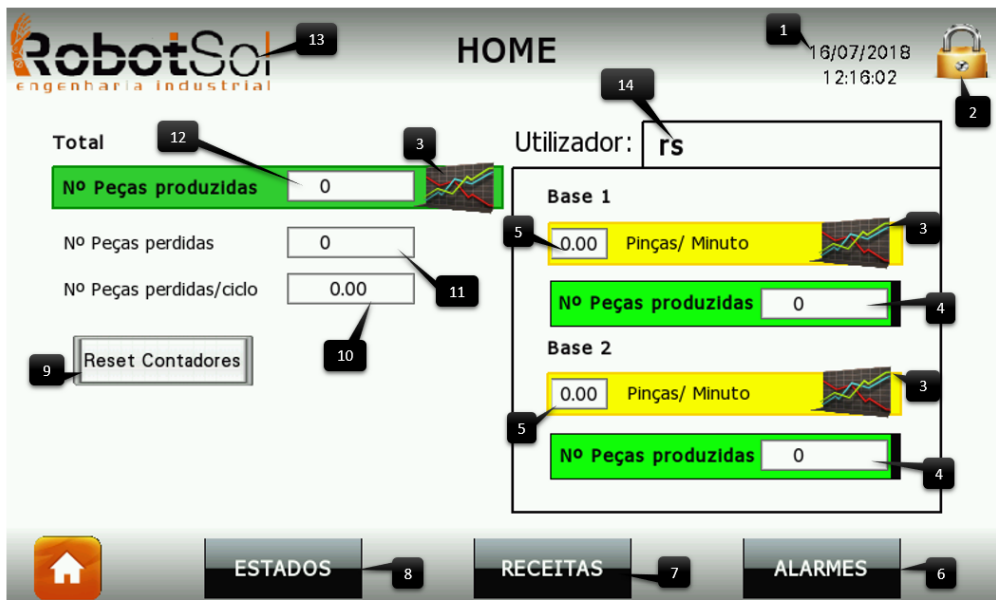 RobotSol
engenharia industrial
13
HOME
1
16/07/2018
12:16:02
2
14
Utilizador: rs
Total
12
3
Nº Peças produzidas 0
Nº Peças perdidas 0
11
Nº Peças perdidas/ciclo 0.00
10
9
Reset Contadores
Base 1
5
0.00 Pinças/ Minuto
3
Nº Peças produzidas 0
4
Base 2
0.00 Pinças/ Minuto
3
5
Nº Peças produzidas 0
4
ESTADOS
8
RECEITAS
7
ALARMES
6